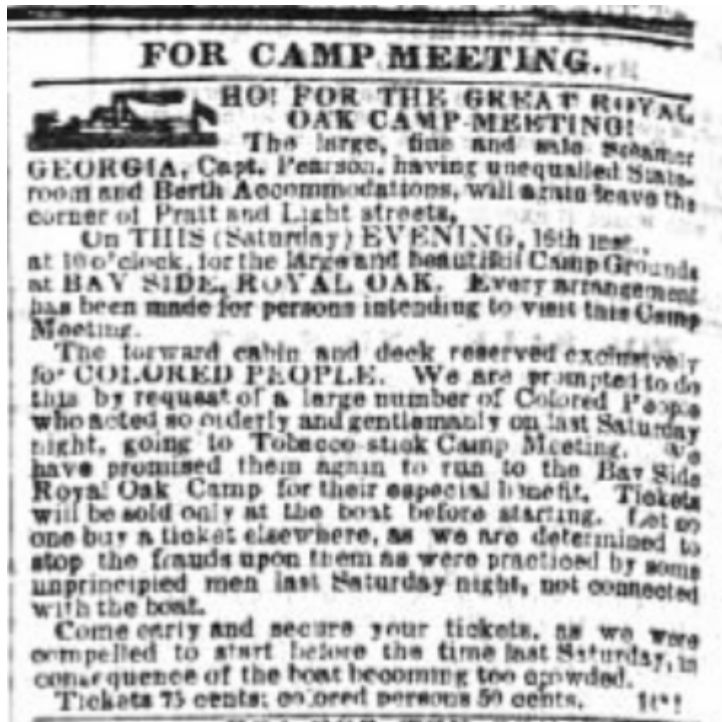 FOR CAMP MEETING.
HO! FOR THE GREAT ROYAL
OAK CAMP-MEETING!
The large, fine and safe steamer
GEORGIA, Capt. Pearson, having unequalled State-
room and Berth Accommodations, will again leave the
corner of Pratt and Light streets,
On THIS (Saturday) EVENING, 16th inst.,
at 10 o'clock, for the large and beautiful Camp Grounds
at BAY SIDE, ROYAL OAK. Every arrangement
has been made for persons intending to visit this Camp
Meeting.
The forward cabin and deck reserved exclusively
for COLORED PEOPLE. We are prompted to do
this by request of a large number of Colored People
who acted so orderly and gentlemanly on last Saturday
night, going to Tobacco-stick Camp Meeting. We
have promised them again to run to the Bay Side
Royal Oak Camp for their especial benefit. Tickets
will be sold only at the boat before starting. Let no
one buy a ticket elsewhere, as we are determined to
stop the frauds upon them as were practiced by some
unprincipled men last Saturday night, not connected
with the boat.
Come early and secure your tickets, as we were
compelled to start before the time last Saturday, in
consequence of the boat becoming too crowded.
Tickets 75 cents; colored persons 50 cents.